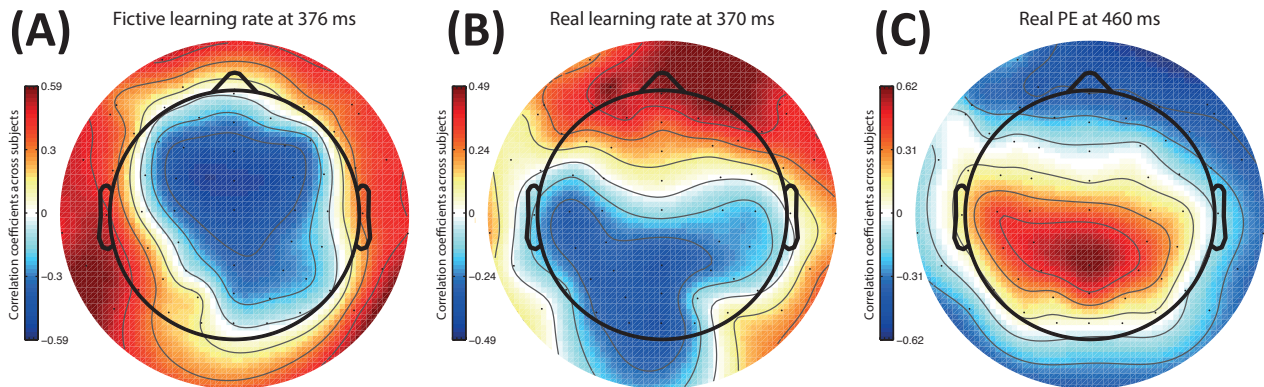 (A)
Fictive learning rate at 376 ms
Correlation coefficients across subjects
0.59
0.3
0
−0.3
−0.59
(B)
Real learning rate at 370 ms
Correlation coefficients across subjects
0.49
0.24
0
−0.24
−0.49
(C)
Real PE at 460 ms
Correlation coefficients across subjects
0.62
0.31
0
−0.31
−0.62